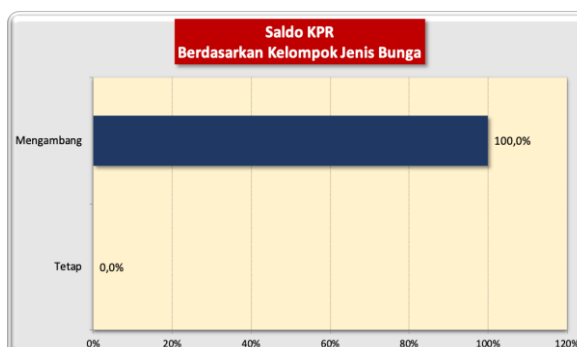 Saldo KPR
Berdasarkan Kelompok Jenis Bunga
Mengambang
100,0%
Tetap
0,0%
0%
20%
40%
60%
80%
100%
120%